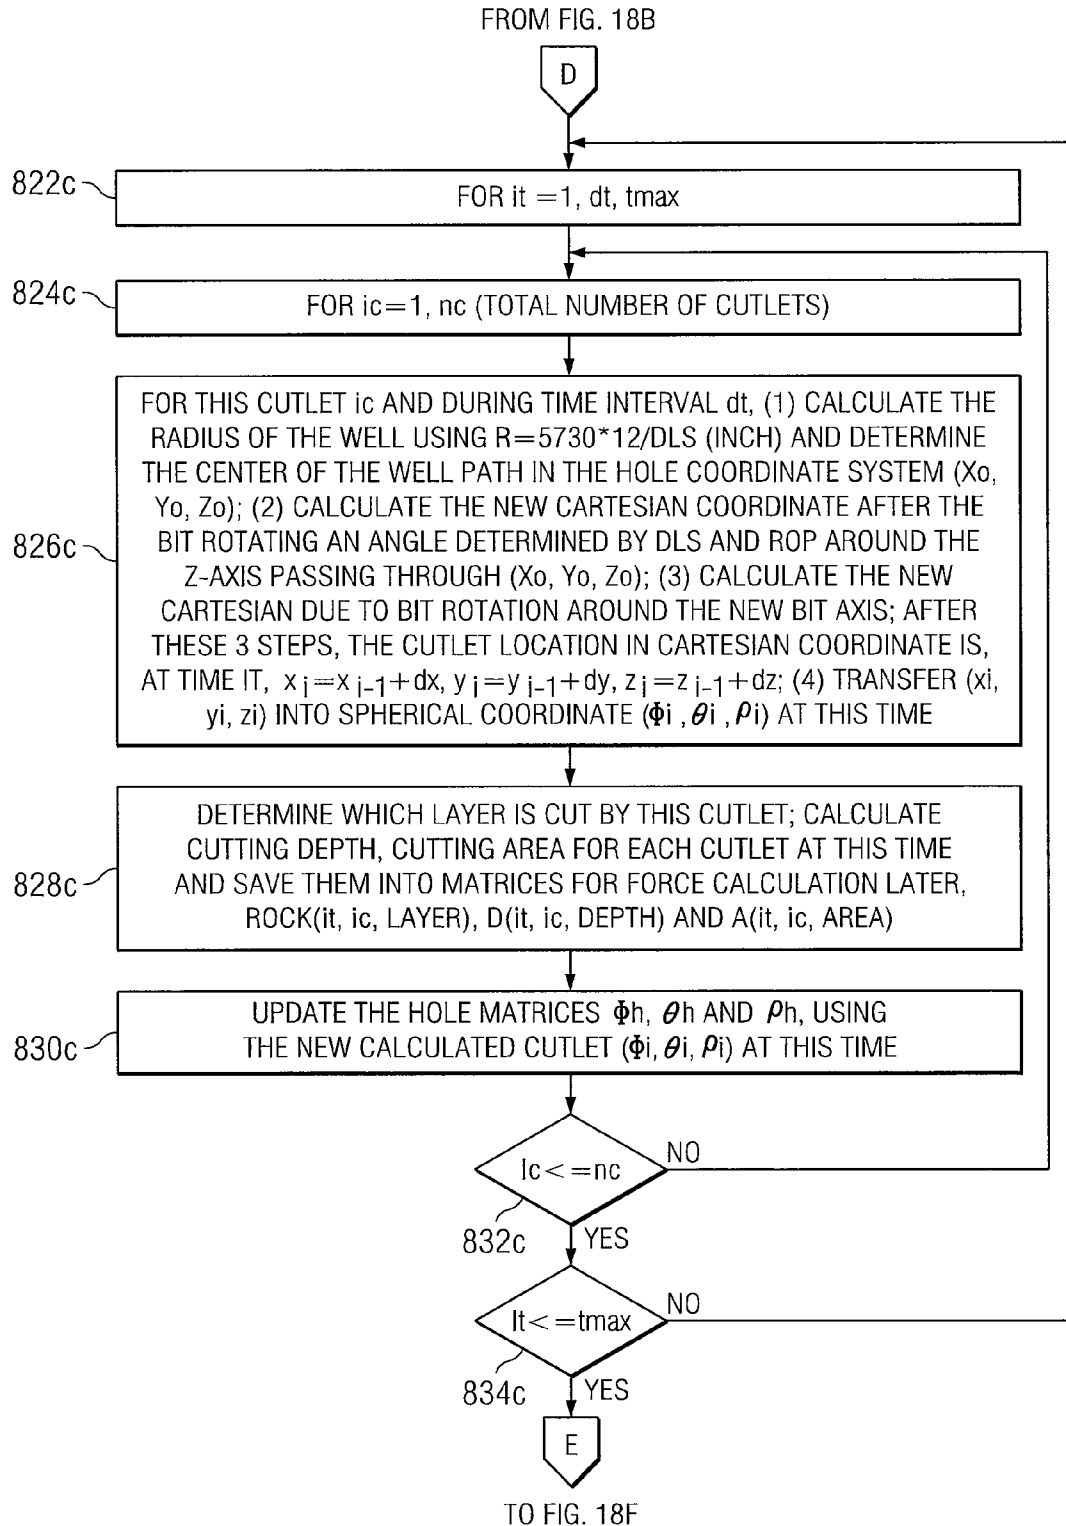 FROM FIG. 18B
D
822c
FOR it =1, dt, tmax
824c
FOR ic=1, nc (TOTAL NUMBER OF CUTLETS)
826c
FOR THIS CUTLET ic AND DURING TIME INTERVAL dt, (1) CALCULATE THE
RADIUS OF THE WELL USING R=5730*12/DLS (INCH) AND DETERMINE
THE CENTER OF THE WELL PATH IN THE HOLE COORDINATE SYSTEM (Xo,
Yo, Zo); (2) CALCULATE THE NEW CARTESIAN COORDINATE AFTER THE
BIT ROTATING AN ANGLE DETERMINED BY DLS AND ROP AROUND THE
Z-AXIS PASSING THROUGH (Xo, Yo, Zo); (3) CALCULATE THE NEW
CARTESIAN DUE TO BIT ROTATION AROUND THE NEW BIT AXIS; AFTER
THESE 3 STEPS, THE CUTLET LOCATION IN CARTESIAN COORDINATE IS,
AT TIME IT, x i=x i-1+dx, y i=y i-1+dy, z i=z i-1+dz; (4) TRANSFER (xi,
yi, zi) INTO SPHERICAL COORDINATE (Φi ,θi ,ρi) AT THIS TIME
828c
DETERMINE WHICH LAYER IS CUT BY THIS CUTLET; CALCULATE
CUTTING DEPTH, CUTTING AREA FOR EACH CUTLET AT THIS TIME
AND SAVE THEM INTO MATRICES FOR FORCE CALCULATION LATER,
ROCK(it, ic, LAYER), D(it, ic, DEPTH) AND A(it, ic, AREA)
830c
UPDATE THE HOLE MATRICES Φh, θh AND ρh, USING
THE NEW CALCULATED CUTLET (Φi, θi, ρi) AT THIS TIME
Ic<=nc
NO
832c
YES
It<=tmax
NO
834c
YES
E
TO FIG. 18F